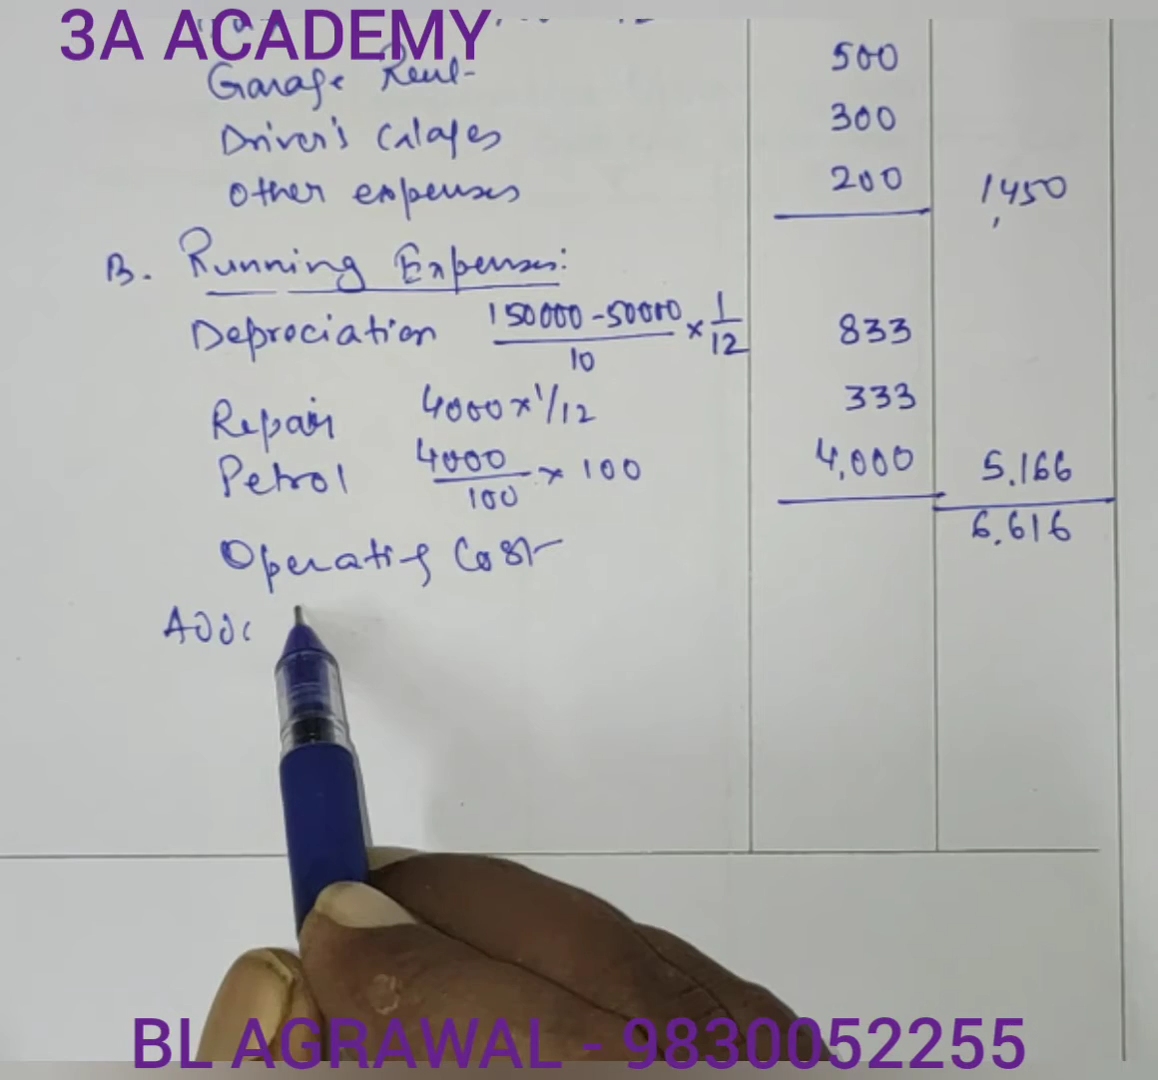 3A ACADEMY
Garage Rent 500
Driver's Wages 300
Other expenses 200 1,450
B. Running Expenses:
Depreciation 150000-50000/10 × 1/12 833
Repair 4000×1/12 333
Petrol 4000/100 × 100 4,000 5,166
6,616
Operating Cost
Add:
BL AGRAWAL - 9830052255